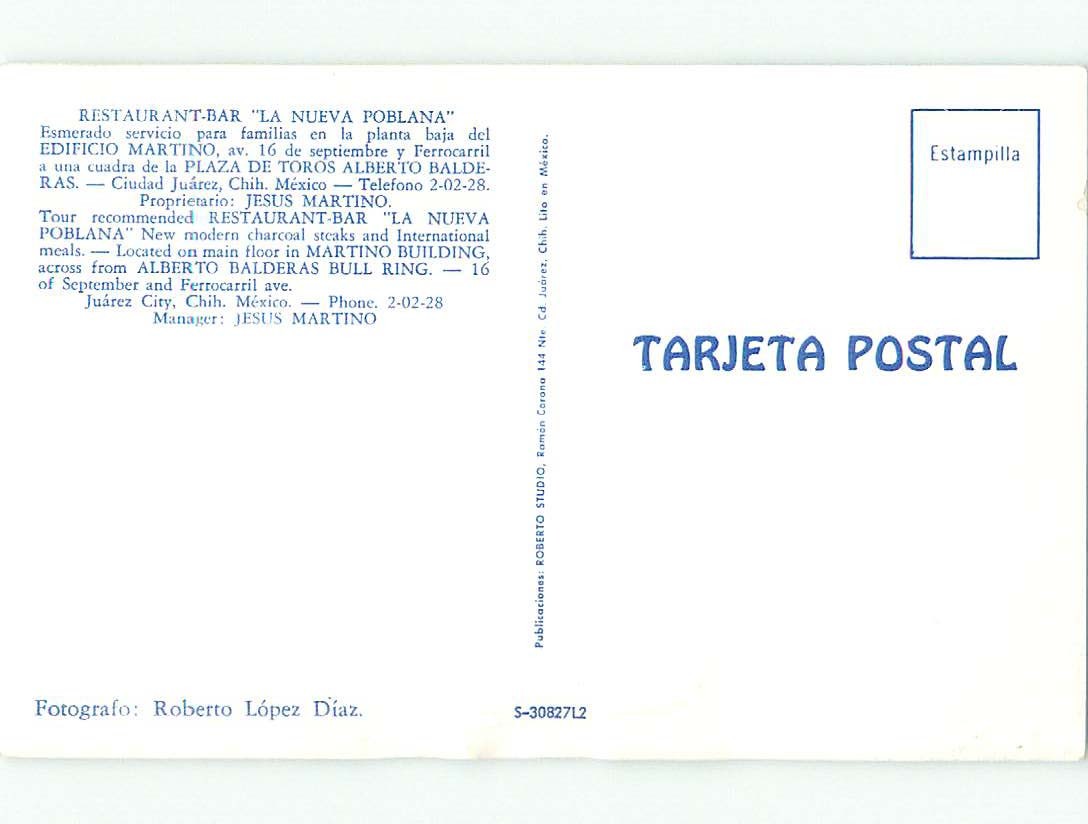 RESTAURANT-BAR "LA NUEVA POBLANA"
Esmerado servicio para familias en la planta baja del
EDIFICIO MARTINO, av. 16 de septiembre y Ferrocarril
a una cuadra de la PLAZA DE TOROS ALBERTO BALDE-
RAS. — Ciudad Juárez, Chih. México — Telefono 2-02-28.
Proprietario: JESUS MARTINO.
Tour recommended RESTAURANT-BAR "LA NUEVA
POBLANA" New modern charcoal steaks and International
meals. — Located on main floor in MARTINO BUILDING,
across from ALBERTO BALDERAS BULL RING. — 16
of September and Ferrocarril ave.
Juárez City, Chih. México. — Phone. 2-02-28
Manager: JESUS MARTINO
Fotografo: Roberto López Díaz.
Publicaciones: ROBERTO STUDIO, Ramón Corona 144 Nte Cd. Juárez, Chih. Lito en México.
S-30827L2
Estampilla
TARJETA POSTAL